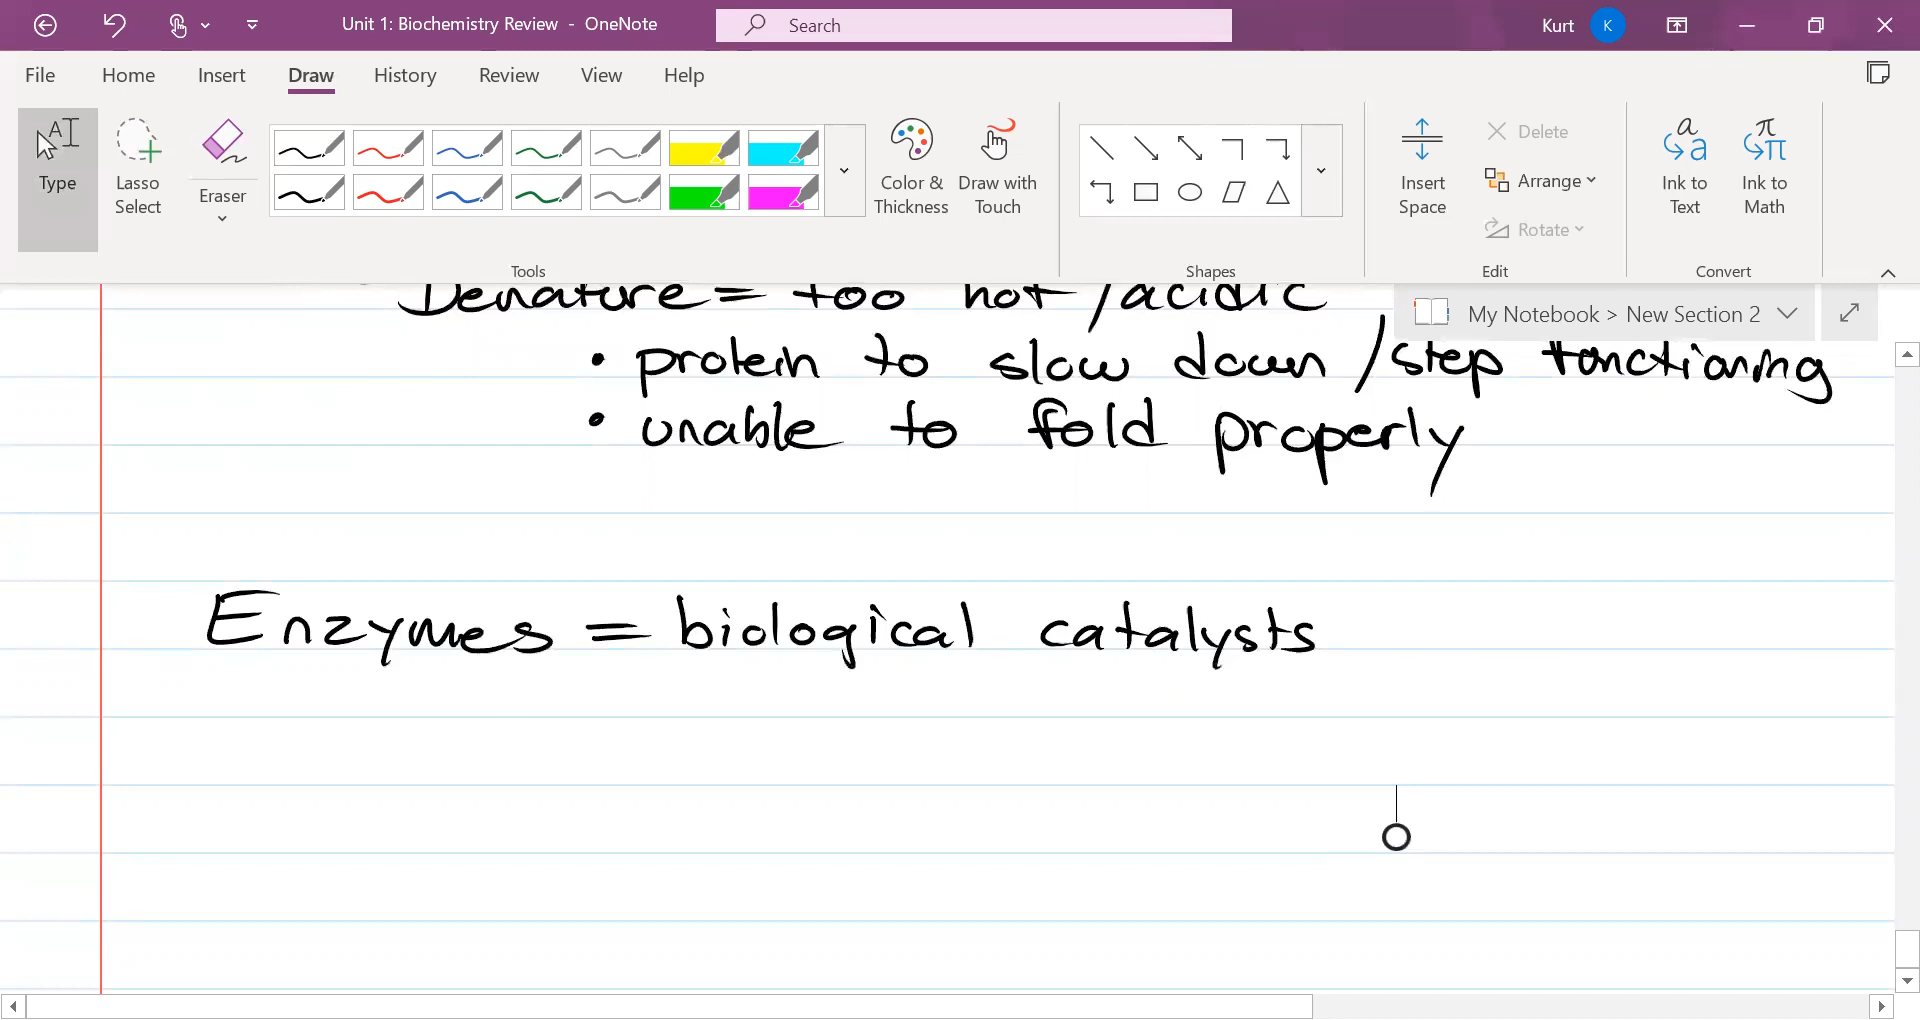 Unit 1: Biochemistry Review - OneNote
Search
Kurt
K
File Home Insert Draw History Review View Help
Type
Lasso Select
Eraser
Color & Thickness
Draw with Touch
Insert Space
Delete
Arrange
Rotate
Ink to Text
Ink to Math
Tools
Shapes
Edit
Convert
My Notebook > New Section 2
Denature = too hot/acidic
• protein to slow down/stop functioning
• unable to fold properly
Enzymes = biological catalysts